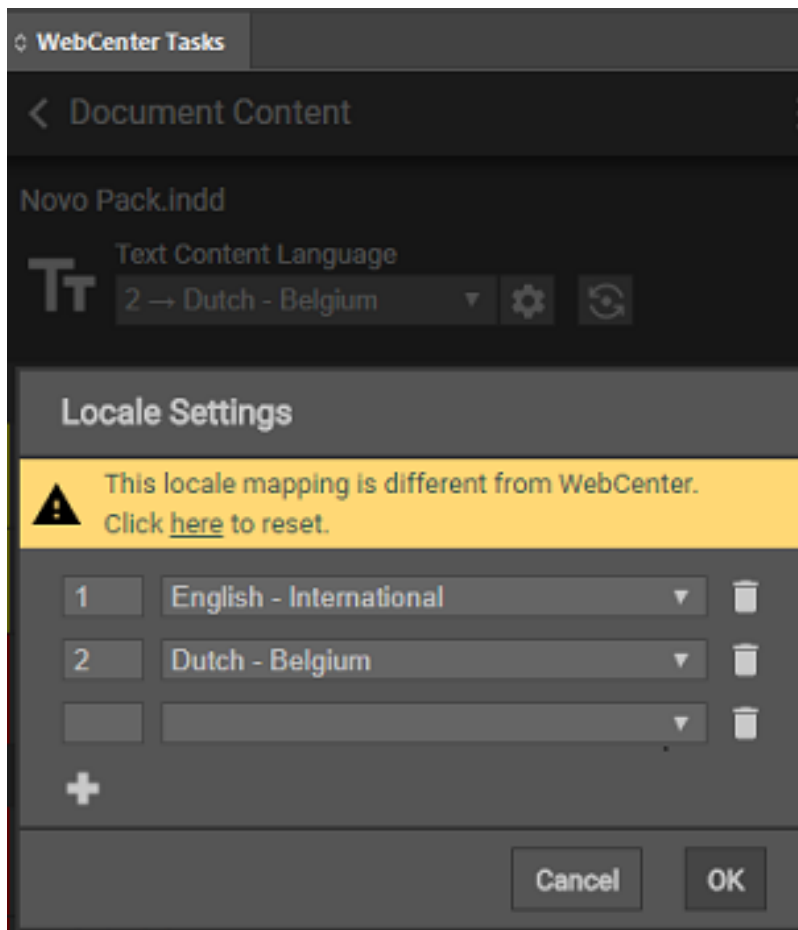 WebCenter Tasks
Document Content
Novo Pack.indd
Text Content Language
2 → Dutch - Belgium
Locale Settings
This locale mapping is different from WebCenter.
Click here to reset.
1 English - International
2 Dutch - Belgium
Cancel OK